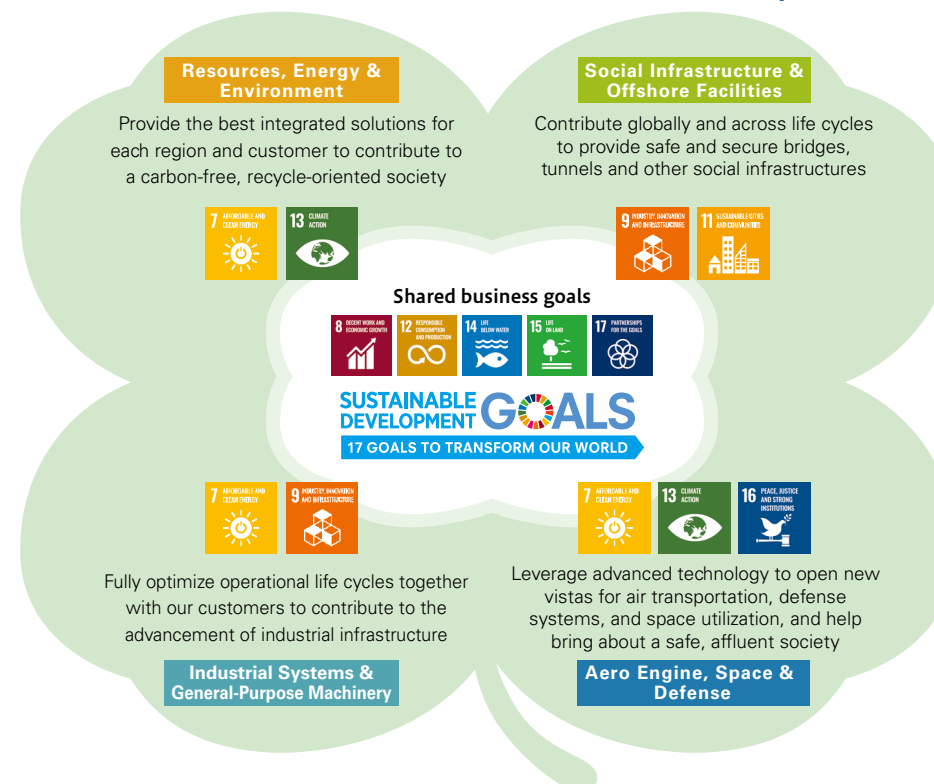 Resources, Energy &
Environment
Provide the best integrated solutions for
each region and customer to contribute to
a carbon-free, recycle-oriented society
7 AFFORDABLE AND
CLEAN ENERGY
13 CLIMATE
ACTION
Social Infrastructure &
Offshore Facilities
Contribute globally and across life cycles
to provide safe and secure bridges,
tunnels and other social infrastructures
9 INDUSTRY, INNOVATION
AND INFRASTRUCTURE
11 SUSTAINABLE CITIES
AND COMMUNITIES
Shared business goals
8 DECENT WORK AND
ECONOMIC GROWTH
12 RESPONSIBLE
CONSUMPTION
AND PRODUCTION
14 LIFE
BELOW WATER
15 LIFE
ON LAND
17 PARTNERSHIPS
FOR THE GOALS
SUSTAINABLE
DEVELOPMENT GOALS
17 GOALS TO TRANSFORM OUR WORLD
7 AFFORDABLE AND
CLEAN ENERGY
9 INDUSTRY, INNOVATION
AND INFRASTRUCTURE
Fully optimize operational life cycles together
with our customers to contribute to the
advancement of industrial infrastructure
Industrial Systems &
General-Purpose Machinery
7 AFFORDABLE AND
CLEAN ENERGY
13 CLIMATE
ACTION
16 PEACE, JUSTICE
AND STRONG
INSTITUTIONS
Leverage advanced technology to open new
vistas for air transportation, defense
systems, and space utilization, and help
bring about a safe, affluent society
Aero Engine, Space &
Defense